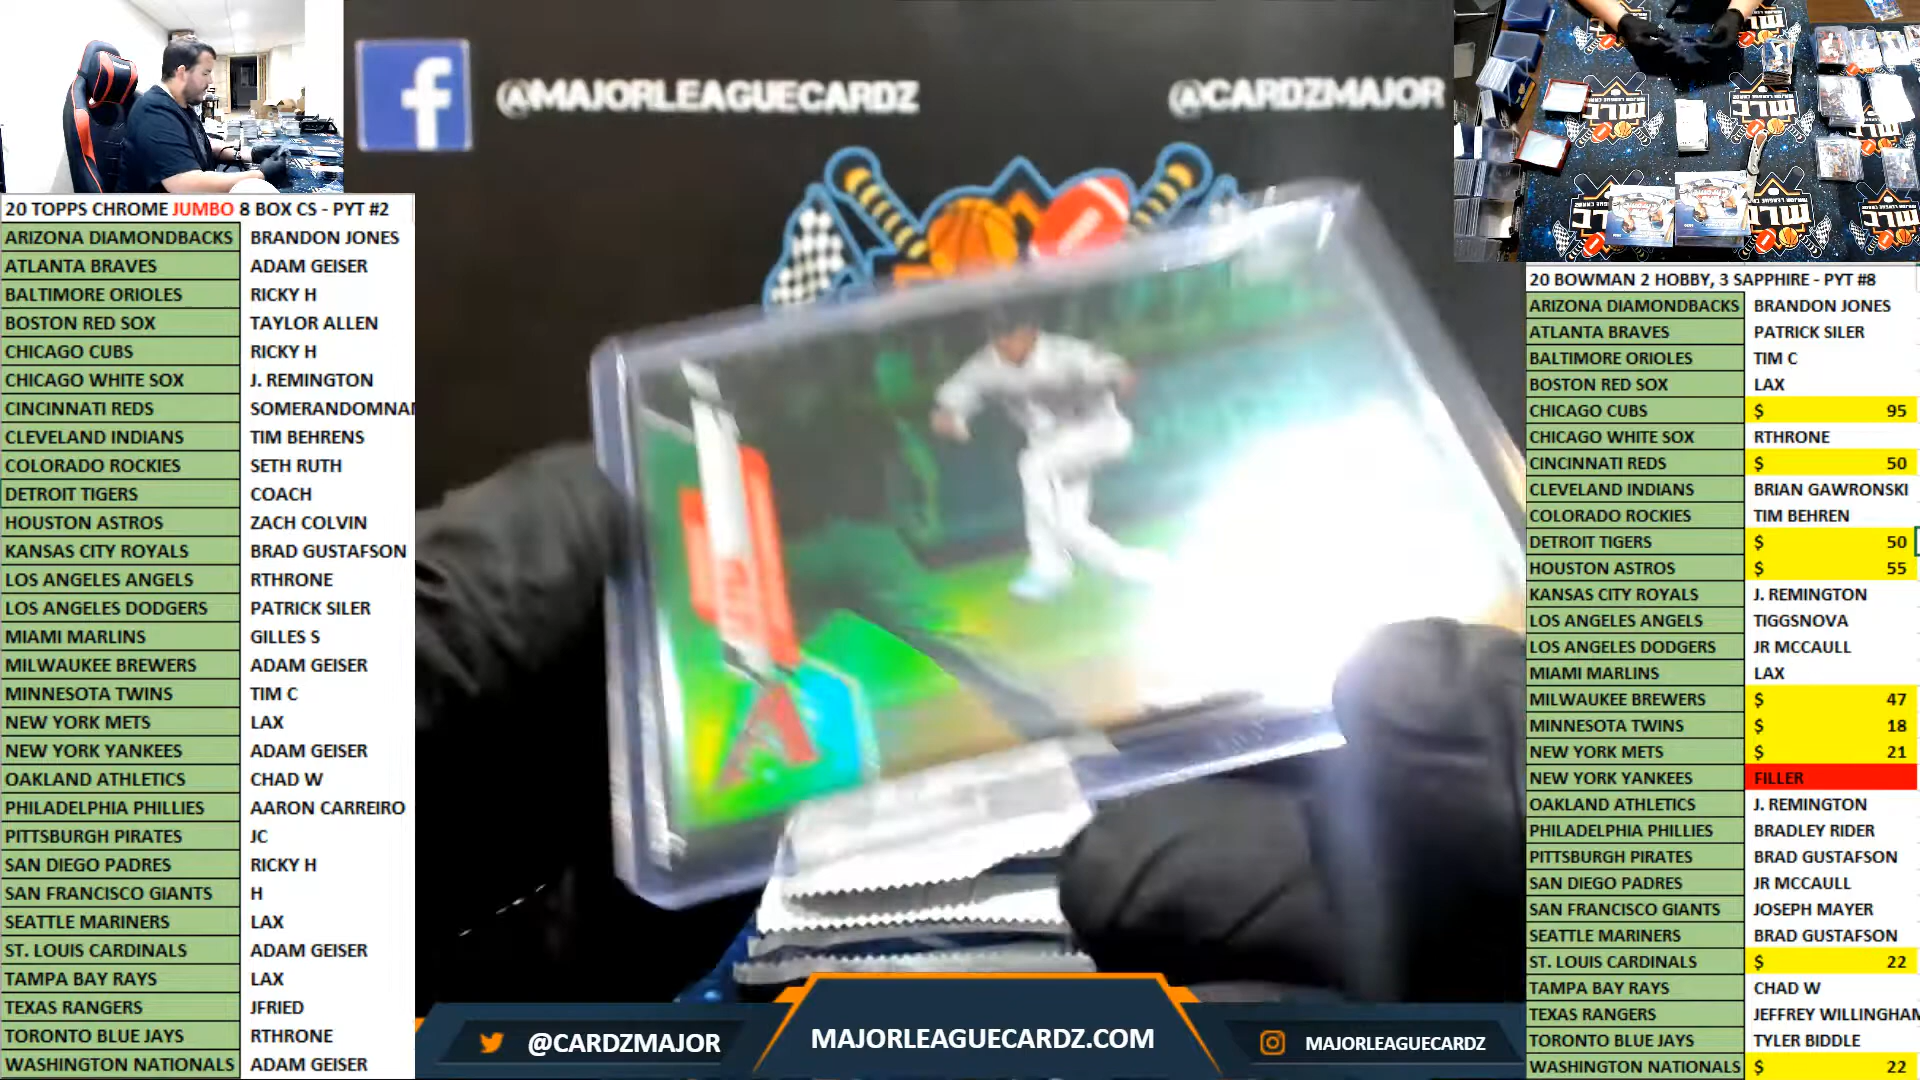 @MAJORLEAGUECARDZ
@CARDZMAJOR
20 TOPPS CHROME JUMBO 8 BOX CS - PYT #2
ARIZONA DIAMONDBACKS BRANDON JONES
ATLANTA BRAVES ADAM GEISER
BALTIMORE ORIOLES RICKY H
BOSTON RED SOX TAYLOR ALLEN
CHICAGO CUBS RICKY H
CHICAGO WHITE SOX J. REMINGTON
CINCINNATI REDS SOMERANDOMNA
CLEVELAND INDIANS TIM BEHRENS
COLORADO ROCKIES SETH RUTH
DETROIT TIGERS COACH
HOUSTON ASTROS ZACH COLVIN
KANSAS CITY ROYALS BRAD GUSTAFSON
LOS ANGELES ANGELS RTHRONE
LOS ANGELES DODGERS PATRICK SILER
MIAMI MARLINS GILLES S
MILWAUKEE BREWERS ADAM GEISER
MINNESOTA TWINS TIM C
NEW YORK METS LAX
NEW YORK YANKEES ADAM GEISER
OAKLAND ATHLETICS CHAD W
PHILADELPHIA PHILLIES AARON CARREIRO
PITTSBURGH PIRATES JC
SAN DIEGO PADRES RICKY H
SAN FRANCISCO GIANTS H
SEATTLE MARINERS LAX
ST. LOUIS CARDINALS ADAM GEISER
TAMPA BAY RAYS LAX
TEXAS RANGERS JFRIED
TORONTO BLUE JAYS RTHRONE
WASHINGTON NATIONALS ADAM GEISER
20 BOWMAN 2 HOBBY, 3 SAPPHIRE - PYT #8
ARIZONA DIAMONDBACKS BRANDON JONES
ATLANTA BRAVES PATRICK SILER
BALTIMORE ORIOLES TIM C
BOSTON RED SOX LAX
CHICAGO CUBS $ 95
CHICAGO WHITE SOX RTHRONE
CINCINNATI REDS $ 50
CLEVELAND INDIANS BRIAN GAWRONSKI
COLORADO ROCKIES TIM BEHREN
DETROIT TIGERS $ 50
HOUSTON ASTROS $ 55
KANSAS CITY ROYALS J. REMINGTON
LOS ANGELES ANGELS TIGGSNOVA
LOS ANGELES DODGERS JR MCCAULL
MIAMI MARLINS LAX
MILWAUKEE BREWERS $ 47
MINNESOTA TWINS $ 18
NEW YORK METS $ 21
NEW YORK YANKEES FILLER
OAKLAND ATHLETICS J. REMINGTON
PHILADELPHIA PHILLIES BRADLEY RIDER
PITTSBURGH PIRATES BRAD GUSTAFSON
SAN DIEGO PADRES JR MCCAULL
SAN FRANCISCO GIANTS JOSEPH MAYER
SEATTLE MARINERS BRAD GUSTAFSON
ST. LOUIS CARDINALS $ 22
TAMPA BAY RAYS CHAD W
TEXAS RANGERS JEFFREY WILLINGHAM
TORONTO BLUE JAYS TYLER BIDDLE
WASHINGTON NATIONALS $ 22
@CARDZMAJOR
MAJORLEAGUECARDZ.COM
MAJORLEAGUECARDZ